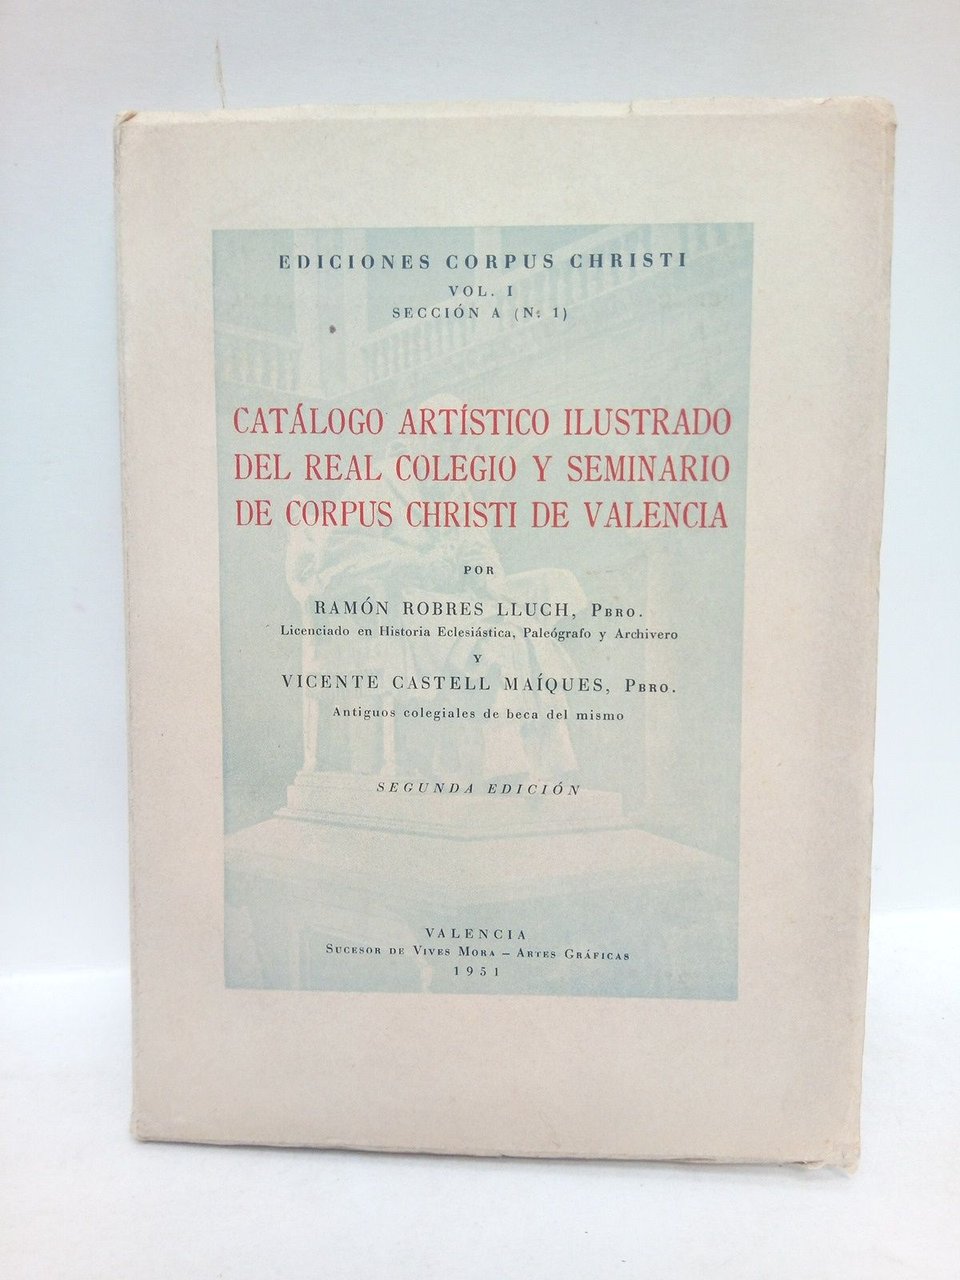 EDICIONES CORPUS CHRISTI
VOL. I
SECCIÓN A (N. 1)
CATÁLOGO ARTÍSTICO ILUSTRADO
DEL REAL COLEGIO Y SEMINARIO
DE CORPUS CHRISTI DE VALENCIA
POR
RAMÓN ROBRES LLUCH, PBRO.
Licenciado en Historia Eclesiástica, Paleógrafo y Archivero
Y
VICENTE CASTELL MAÍQUES, PBRO.
Antiguos colegiales de beca del mismo
SEGUNDA EDICIÓN
VALENCIA
SUCESOR DE VIVES MORA – ARTES GRÁFICAS
1951